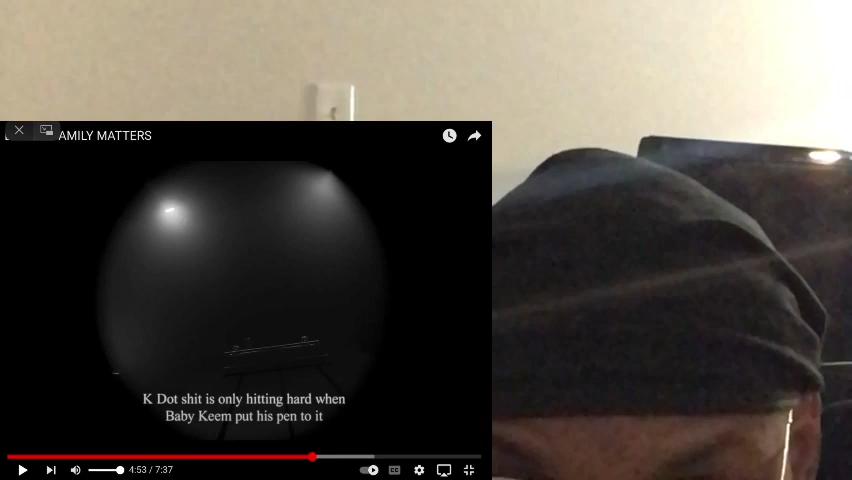 AMILY MATTERS
K Dot shit is only hitting hard when
Baby Keem put his pen to it
4:53 / 7:37
CC